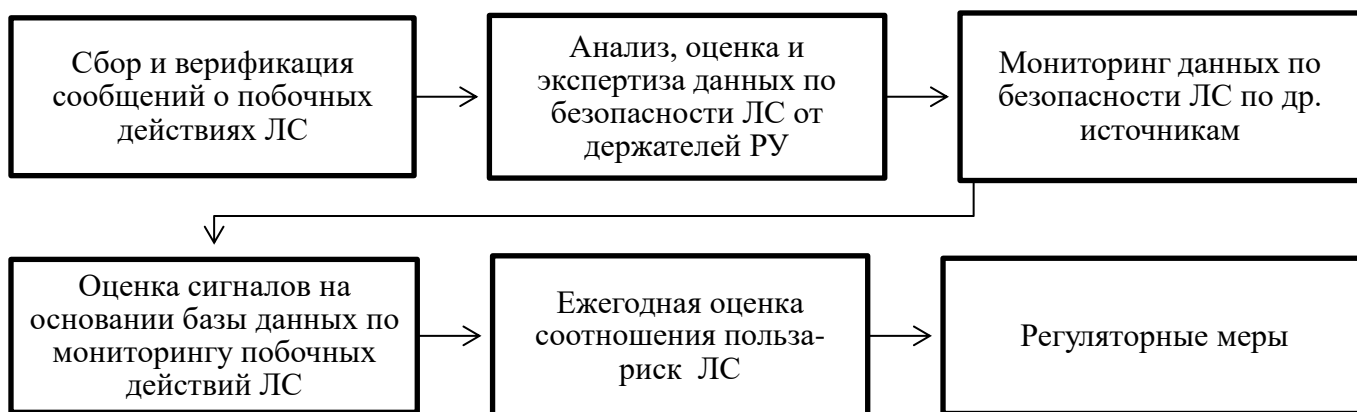 Сбор и верификация
сообщений о побочных
действиях ЛС
Анализ, оценка и
экспертиза данных по
безопасности ЛС от
держателей РУ
Мониторинг данных по
безопасности ЛС по др.
источникам
Оценка сигналов на
основании базы данных по
мониторингу побочных
действий ЛС
Ежегодная оценка
соотношения польза-
риск ЛС
Регуляторные меры